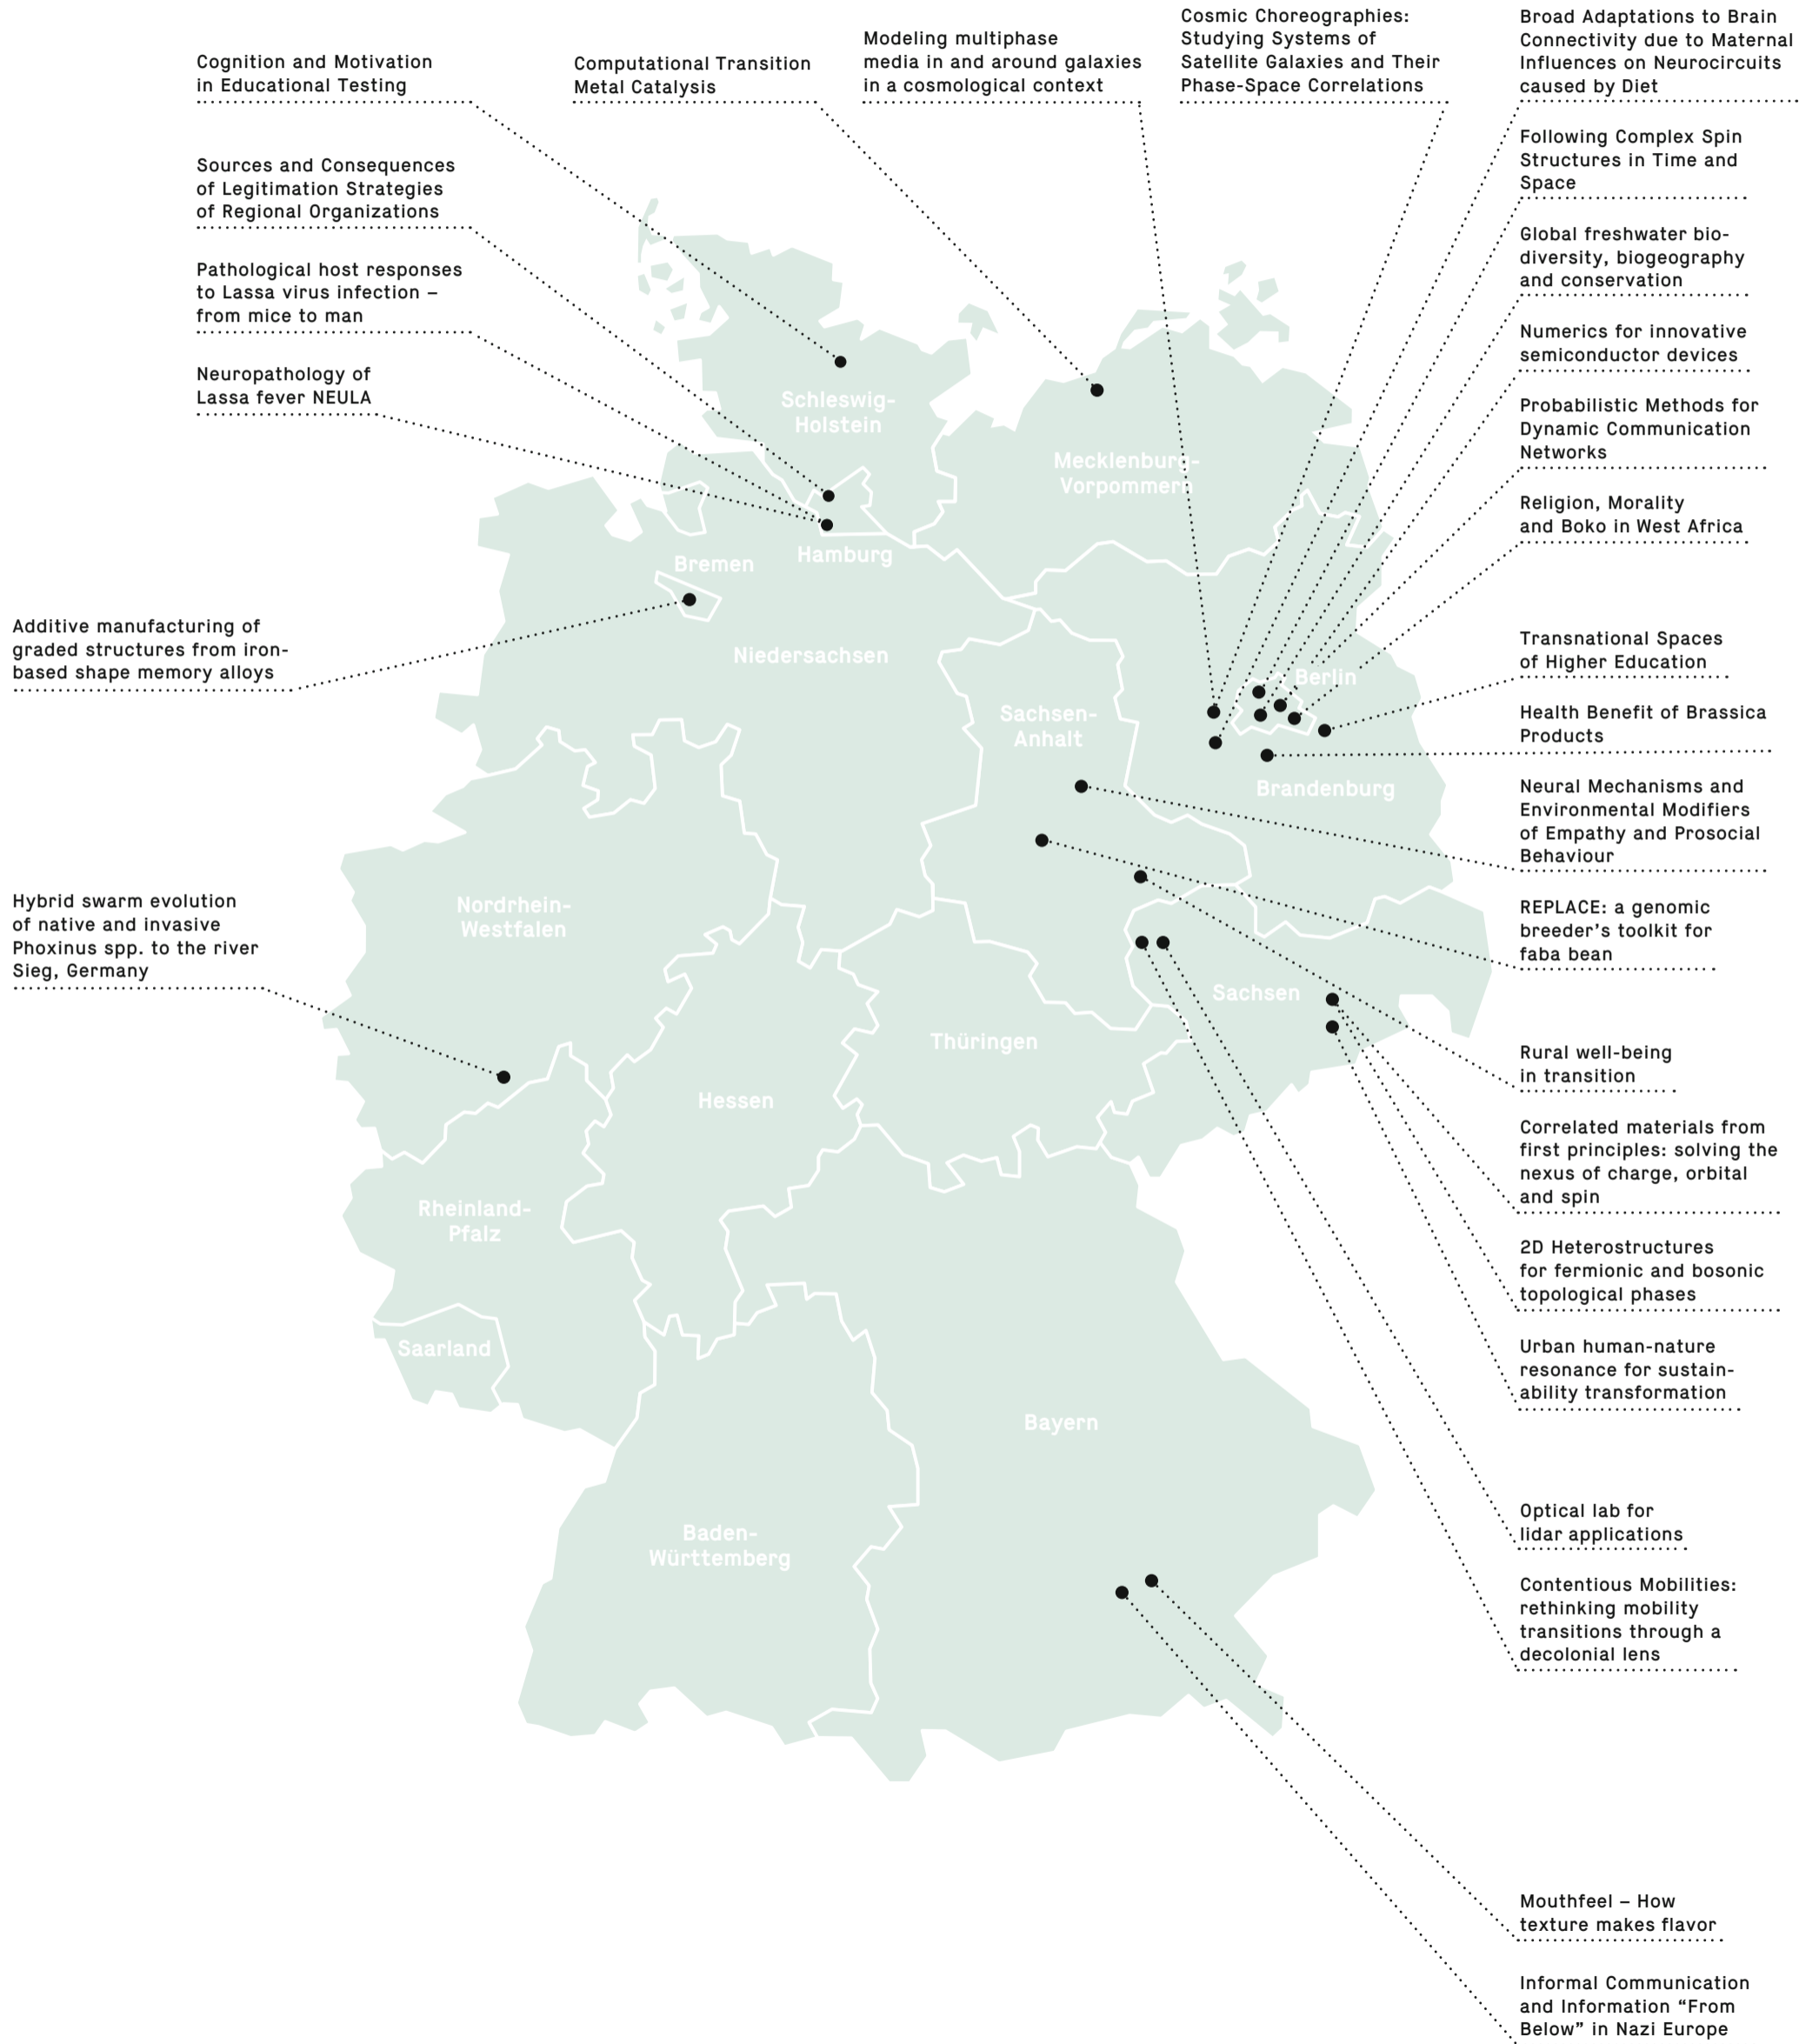 Cognition and Motivation
in Educational Testing
Computational Transition
Metal Catalysis
Modeling multiphase
media in and around galaxies
in a cosmological context
Cosmic Choreographies:
Studying Systems of
Satellite Galaxies and Their
Phase-Space Correlations
Broad Adaptations to Brain
Connectivity due to Maternal
Influences on Neurocircuits
caused by Diet
Sources and Consequences
of Legitimation Strategies
of Regional Organizations
Pathological host responses
to Lassa virus infection –
from mice to man
Neuropathology of
Lassa fever NEULA
Additive manufacturing of
graded structures from iron-
based shape memory alloys
Hybrid swarm evolution
of native and invasive
Phoxinus spp. to the river
Sieg, Germany
Schleswig-
Holstein
Mecklenburg-
Vorpommern
Hamburg
Bremen
Niedersachsen
Berlin
Sachsen-
Anhalt
Brandenburg
Nordrhein-
Westfalen
Sachsen
Thüringen
Hessen
Rheinland-
Pfalz
Saarland
Bayern
Baden-
Württemberg
Following Complex Spin
Structures in Time and
Space
Global freshwater bio-
diversity, biogeography
and conservation
Numerics for innovative
semiconductor devices
Probabilistic Methods for
Dynamic Communication
Networks
Religion, Morality
and Boko in West Africa
Transnational Spaces
of Higher Education
Health Benefit of Brassica
Products
Neural Mechanisms and
Environmental Modifiers
of Empathy and Prosocial
Behaviour
REPLACE: a genomic
breeder’s toolkit for
faba bean
Rural well-being
in transition
Correlated materials from
first principles: solving the
nexus of charge, orbital
and spin
2D Heterostructures
for fermionic and bosonic
topological phases
Urban human-nature
resonance for sustain-
ability transformation
Optical lab for
lidar applications
Contentious Mobilities:
rethinking mobility
transitions through a
decolonial lens
Mouthfeel – How
texture makes flavor
Informal Communication
and Information “From
Below” in Nazi Europe